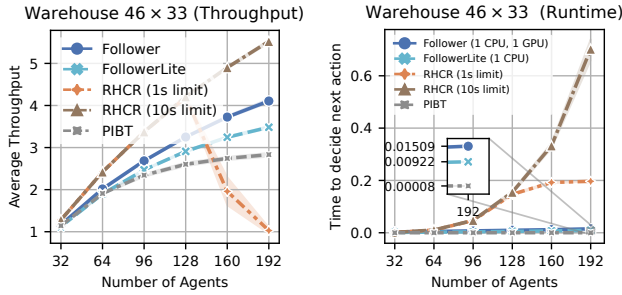 Warehouse 46 × 33 (Throughput)
Average Throughput
5
4
3
2
1
Follower
FollowerLite
RHCR (1s limit)
RHCR (10s limit)
PIBT
32 64 96 128 160 192
Number of Agents
Warehouse 46 × 33 (Runtime)
Time to decide next action
0.6
0.4
0.2
0.0
Follower (1 CPU, 1 GPU)
FollowerLite (1 CPU)
RHCR (1s limit)
RHCR (10s limit)
PIBT
0.01509
0.00922
0.00008
192
32 64 96 128 160 192
Number of Agents